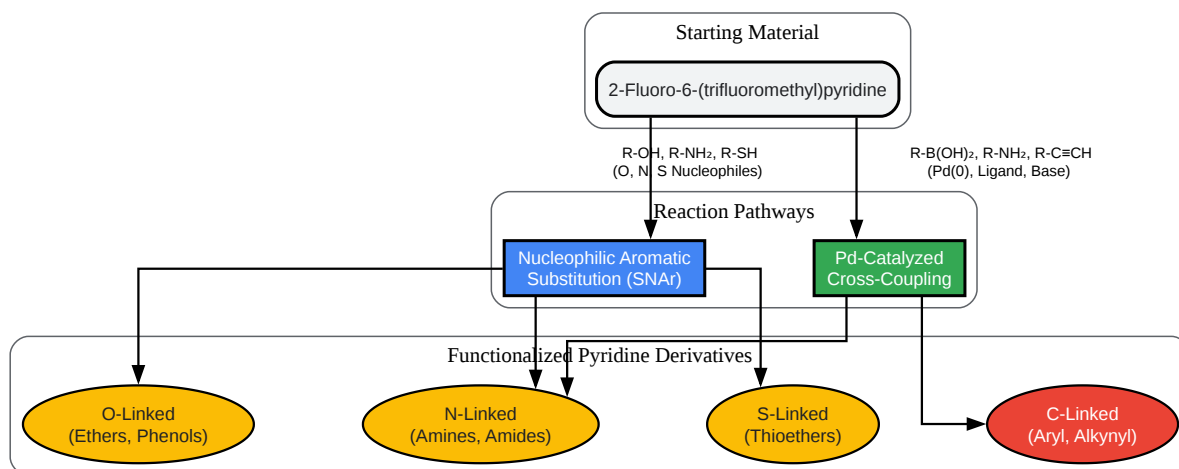 Starting Material
2-Fluoro-6-(trifluoromethyl)pyridine
R-OH, R-NH₂, R-SH
(O, N, S Nucleophiles)
R-B(OH)₂, R-NH₂, R-C≡CH
(Pd(0), Ligand, Base)
Reaction Pathways
Nucleophilic Aromatic
Substitution (SNAr)
Pd-Catalyzed
Cross-Coupling
Functionalized Pyridine Derivatives
O-Linked
(Ethers, Phenols)
N-Linked
(Amines, Amides)
S-Linked
(Thioethers)
C-Linked
(Aryl, Alkynyl)